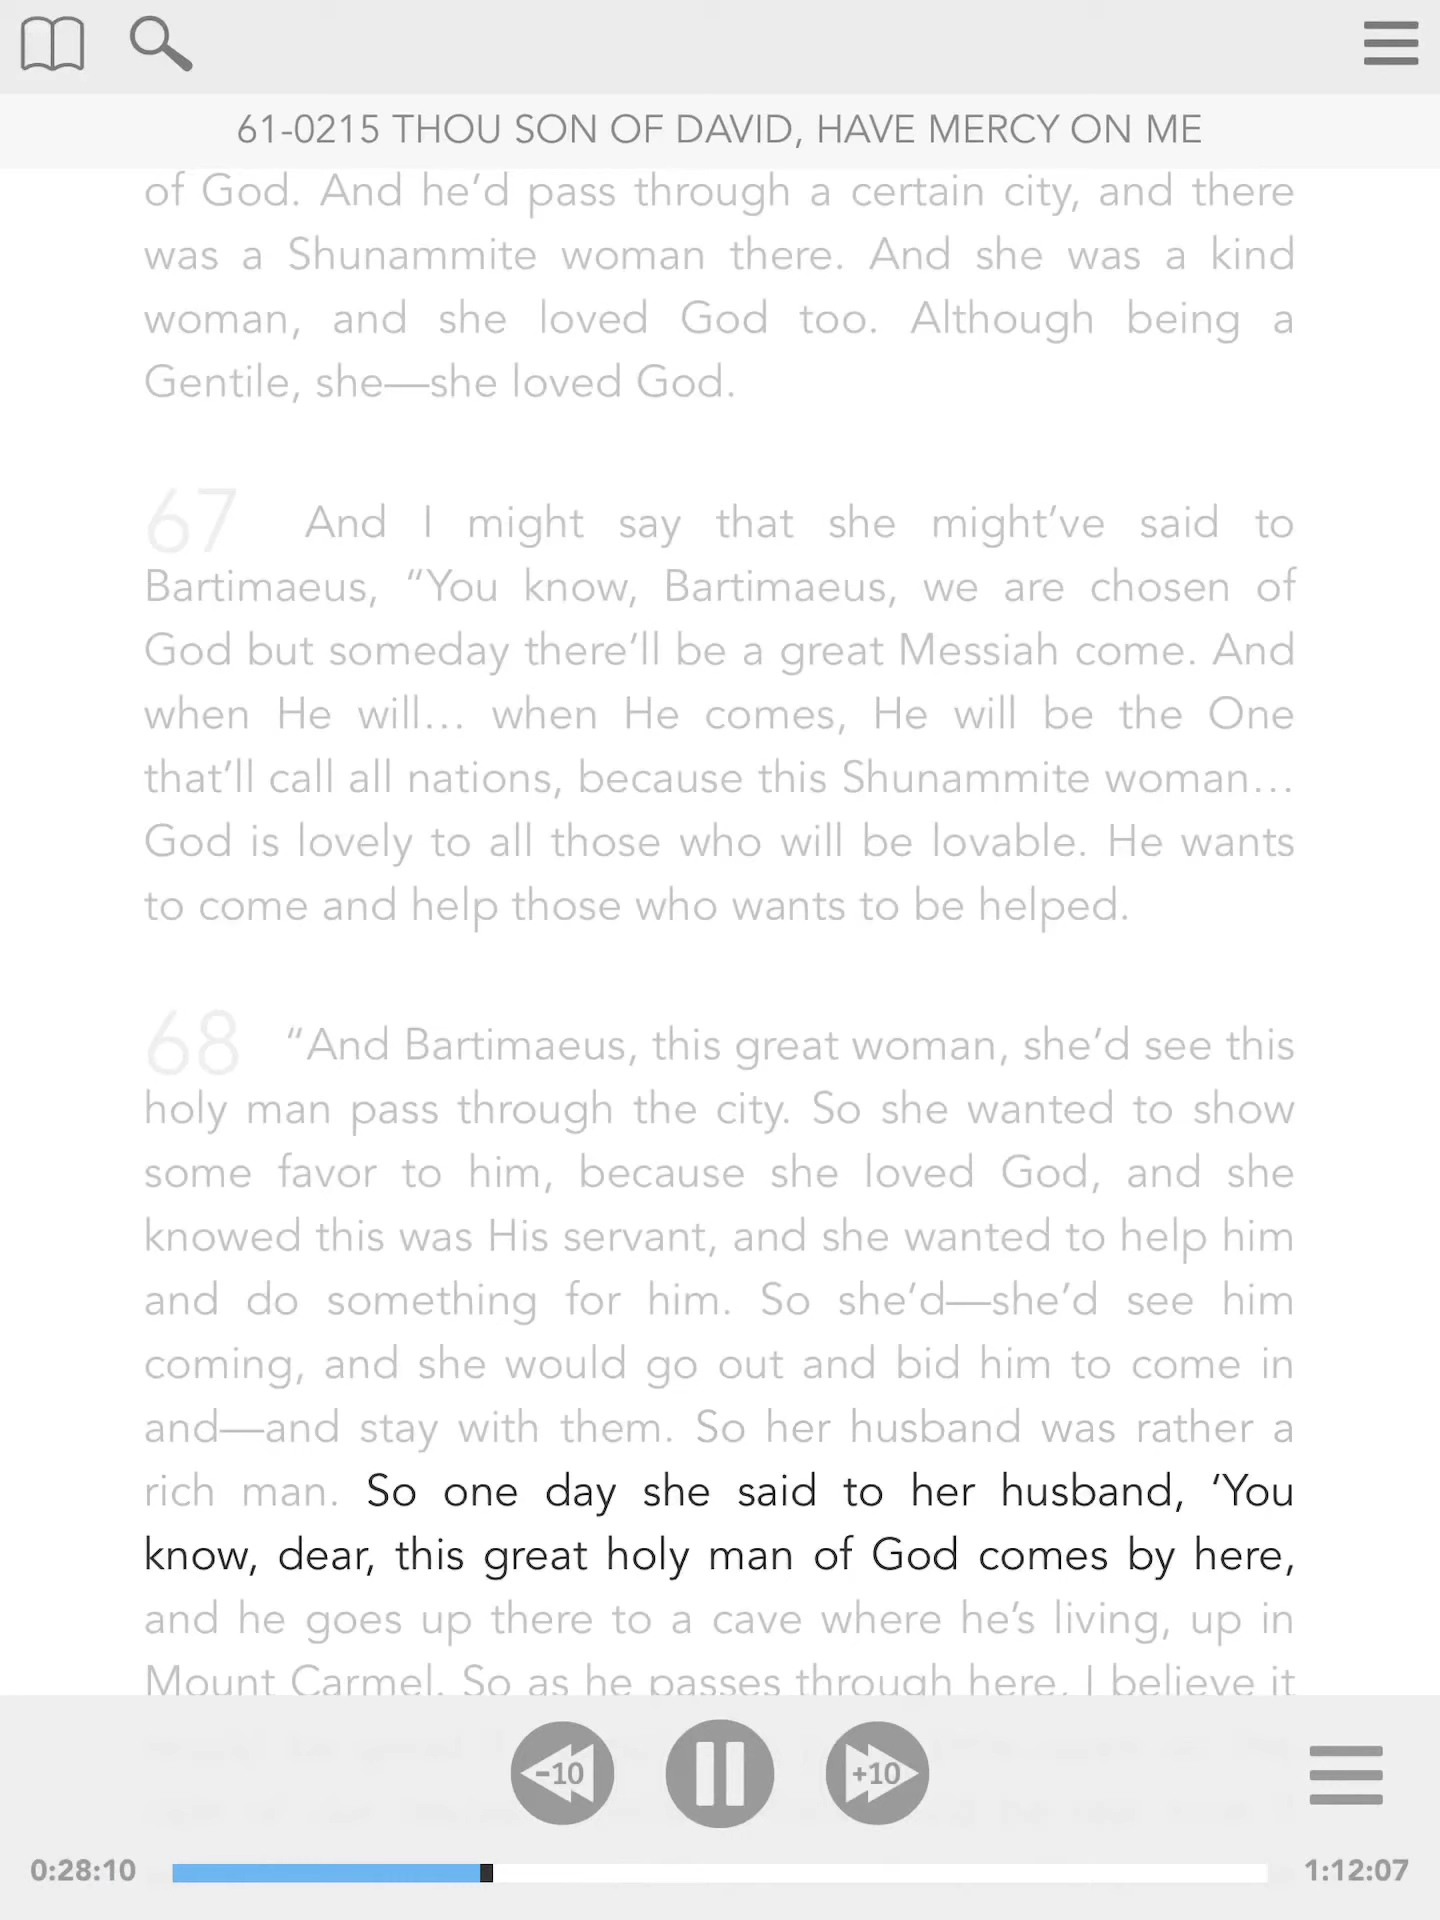 61-0215 THOU SON OF DAVID, HAVE MERCY ON ME
of God. And he’d pass through a certain city, and there
was a Shunammite woman there. And she was a kind
woman, and she loved God too. Although being a
Gentile, she—she loved God.
67 And I might say that she might’ve said to
Bartimaeus, “You know, Bartimaeus, we are chosen of
God but someday there’ll be a great Messiah come. And
when He will… when He comes, He will be the One
that’ll call all nations, because this Shunammite woman…
God is lovely to all those who will be lovable. He wants
to come and help those who wants to be helped.
68 “And Bartimaeus, this great woman, she’d see this
holy man pass through the city. So she wanted to show
some favor to him, because she loved God, and she
knowed this was His servant, and she wanted to help him
and do something for him. So she’d—she’d see him
coming, and she would go out and bid him to come in
and—and stay with them. So her husband was rather a
rich man. So one day she said to her husband, ‘You
know, dear, this great holy man of God comes by here,
and he goes up there to a cave where he’s living, up in
Mount Carmel. So as he passes through here, I believe it
-10 +10
0:28:10 1:12:07